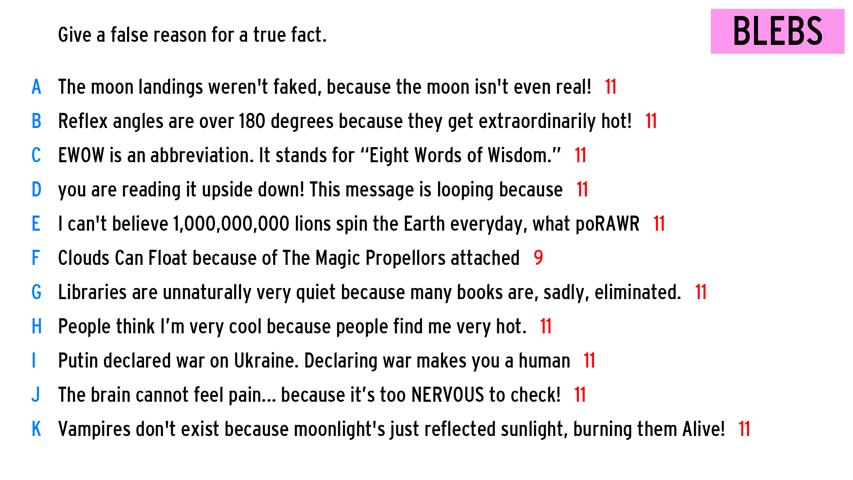 Give a false reason for a true fact.
BLEBS
A The moon landings weren't faked, because the moon isn't even real! 11
B Reflex angles are over 180 degrees because they get extraordinarily hot! 11
C EWOW is an abbreviation. It stands for “Eight Words of Wisdom.” 11
D you are reading it upside down! This message is looping because 11
E I can't believe 1,000,000,000 lions spin the Earth everyday, what poRAWR 11
F Clouds Can Float because of The Magic Propellors attached 9
G Libraries are unnaturally very quiet because many books are, sadly, eliminated. 11
H People think I’m very cool because people find me very hot. 11
I Putin declared war on Ukraine. Declaring war makes you a human 11
J The brain cannot feel pain... because it’s too NERVOUS to check! 11
K Vampires don't exist because moonlight's just reflected sunlight, burning them Alive! 11